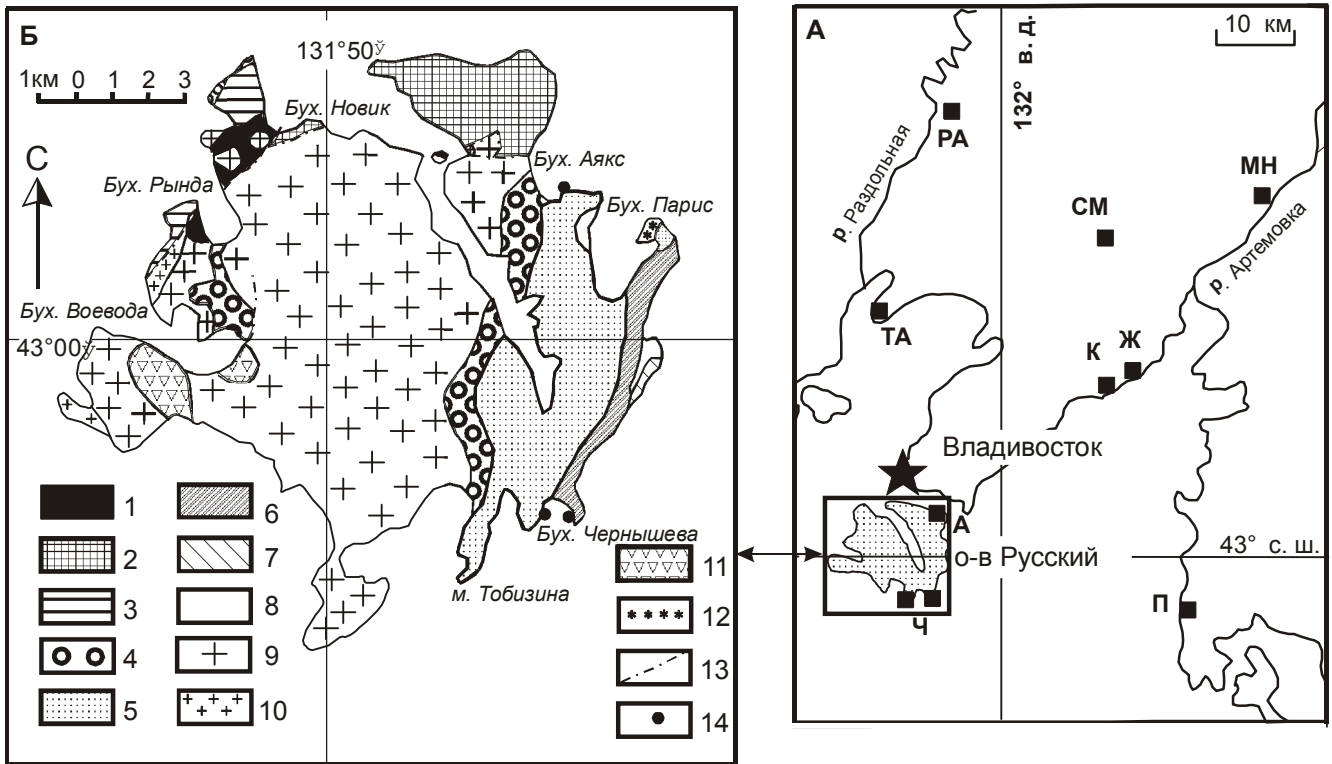 Б
131°50ў
1км 0 1 2 3
Бух. Новик
С
Бух. Аякс
Бух. Рында
Бух. Парис
Бух. Воевода
43°00ў
1
2
3
4
5
6
7
8
9
10
Бух. Чернышева
м. Тобизина
11
12
13
14
А
132° в. д.
10 км
РА
р. Раздольная
МН
СМ
р. Артемовка
ТА
К
Ж
Владивосток
А
о-в Русский
43° с. ш.
Ч
П